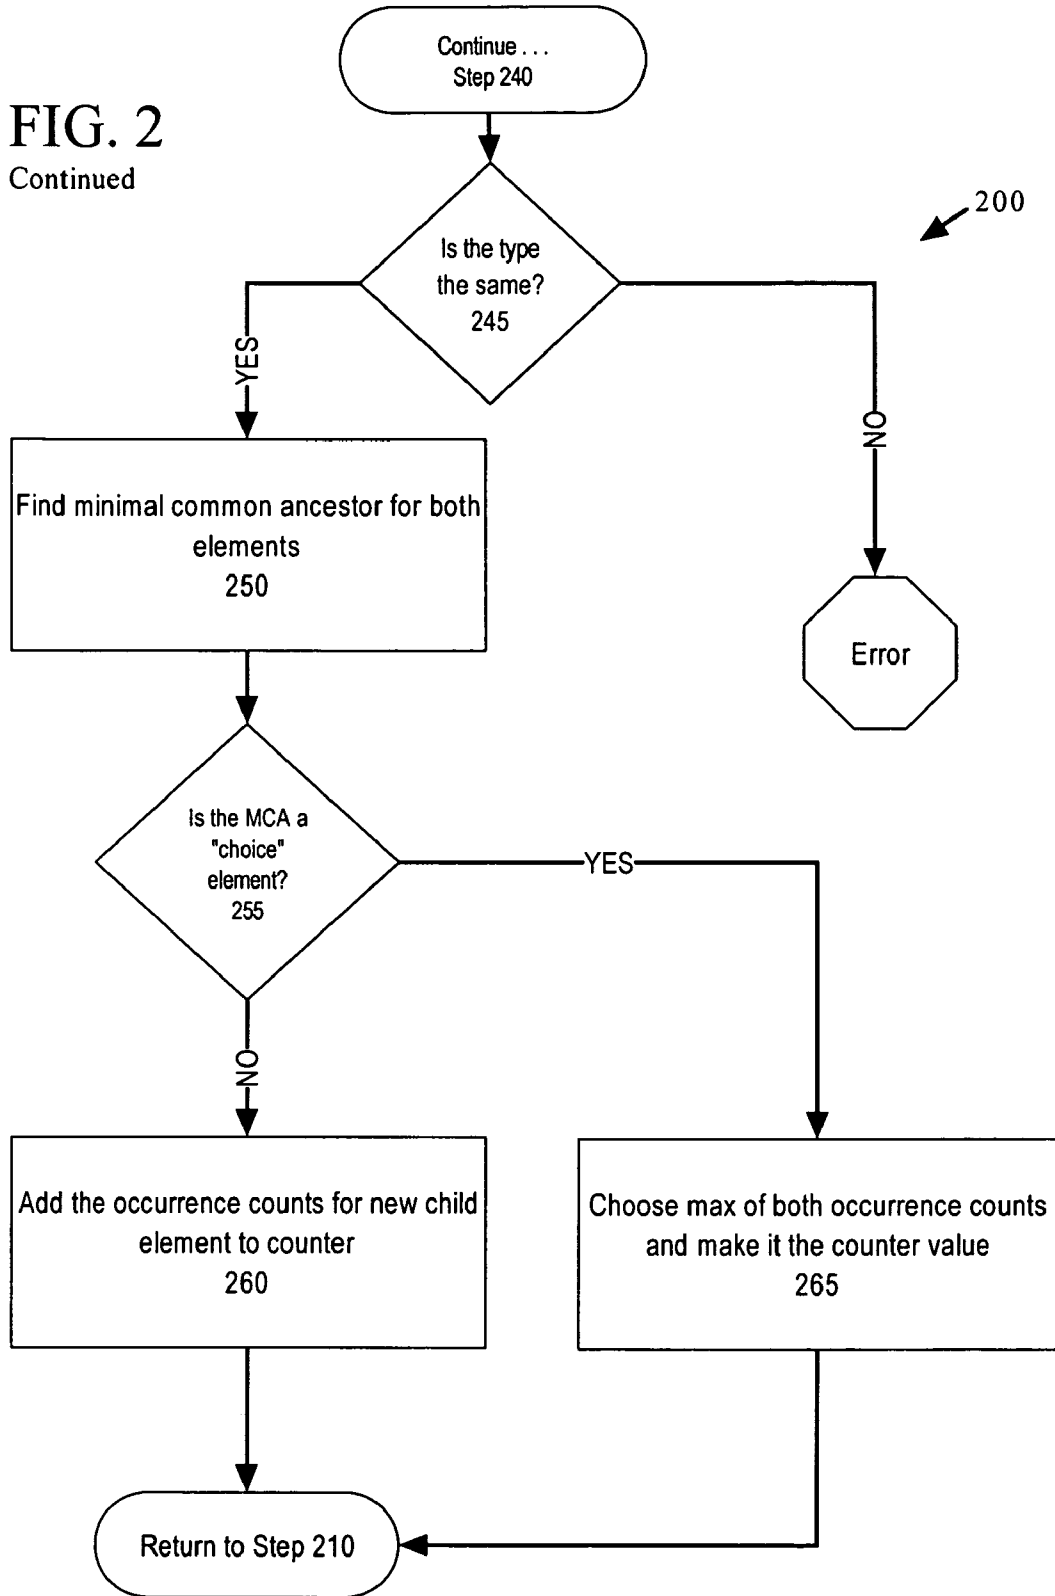 Continue . . .
Step 240
FIG. 2
Continued
200
Is the type
the same?
245
YES
NO
Find minimal common ancestor for both
elements
250
Error
Is the MCA a
"choice"
element?
255
YES
NO
Add the occurrence counts for new child
element to counter
260
Choose max of both occurrence counts
and make it the counter value
265
Return to Step 210